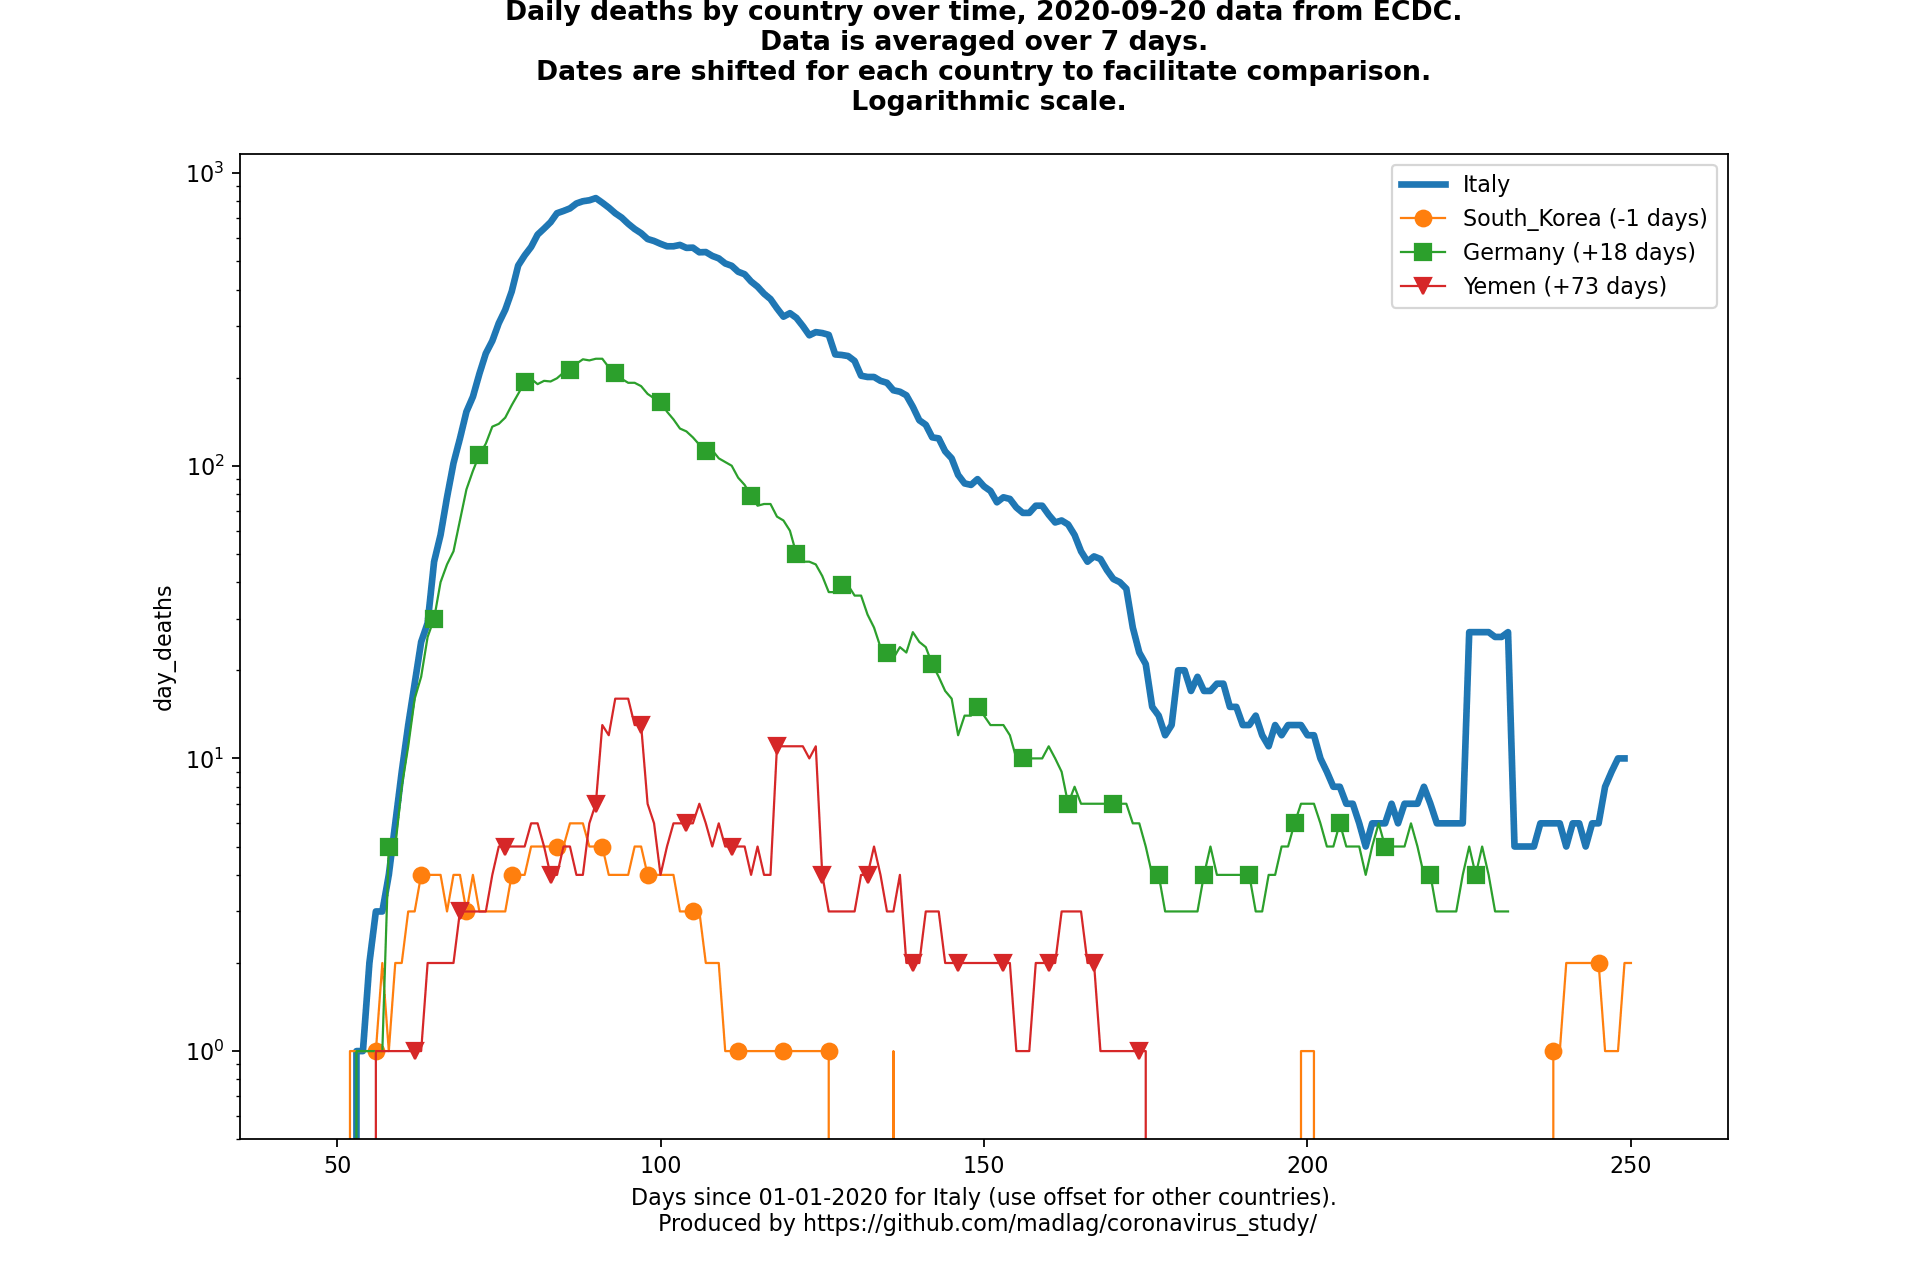 Daily deaths by country over time, 2020-09-20 data from ECDC.
Data is averaged over 7 days.
Dates are shifted for each country to facilitate comparison.
Logarithmic scale.
10³
10²
10¹
10⁰
day_deaths
Italy
South_Korea (-1 days)
Germany (+18 days)
Yemen (+73 days)
50 100 150 200 250
Days since 01-01-2020 for Italy (use offset for other countries).
Produced by https://github.com/madlag/coronavirus_study/